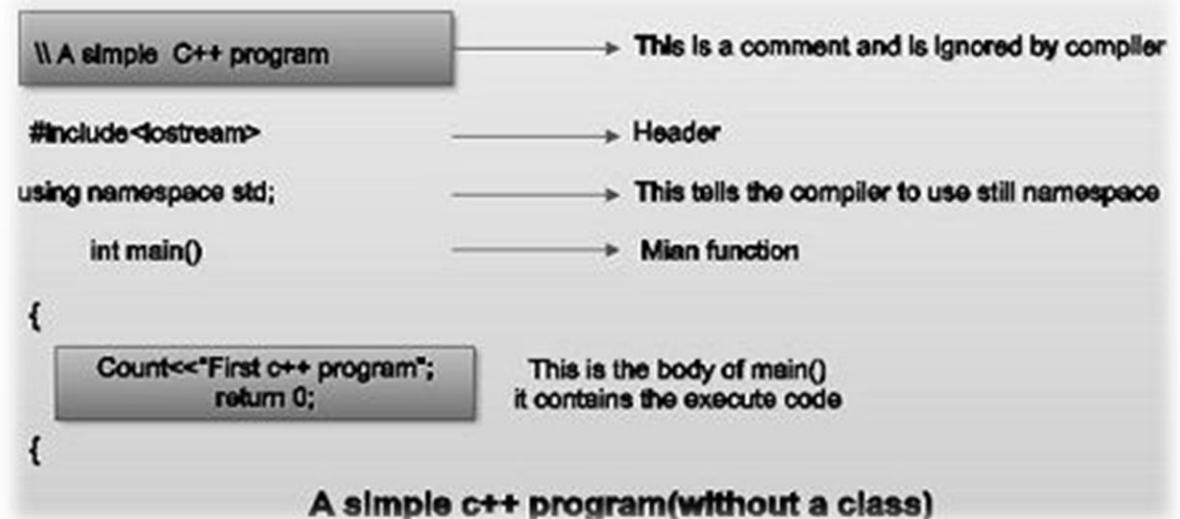 \\ A simple C++ program
This is a comment and is ignored by compiler
#include<iostream>
Header
using namespace std;
This tells the compiler to use still namespace
int main()
Mian function
{
Count<<"First c++ program";
return 0;
This is the body of main()
it contains the execute code
{
A simple c++ program(without a class)